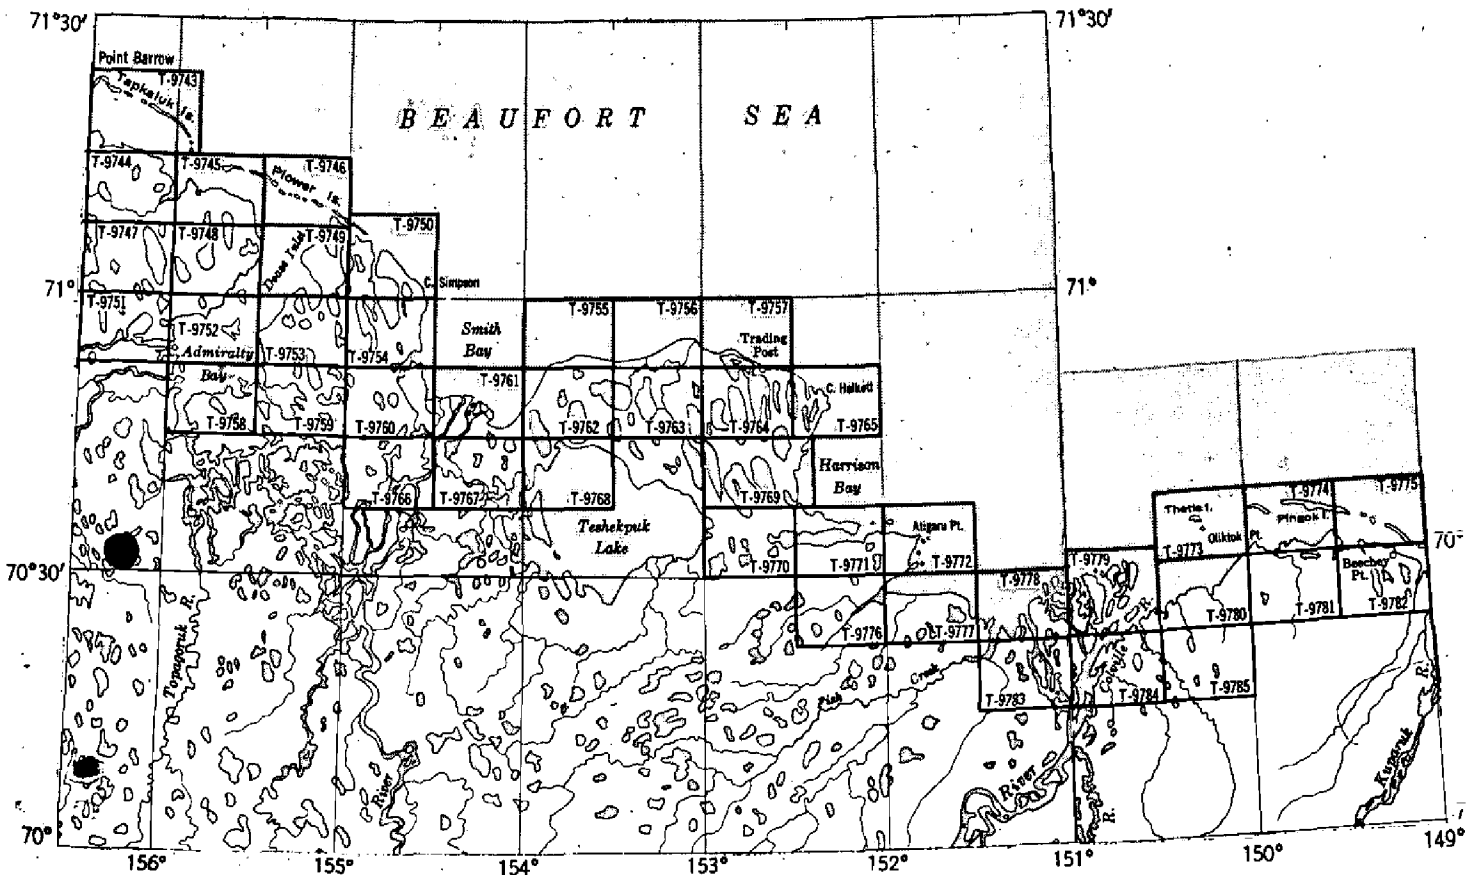 71°30'
71°30'
Point Barrow
T-9743
Tapkaluk Is.
BEAUFORT SEA
T-9744
T-9745
T-9746
Plover Is.
T-9747
T-9748
T-9749
T-9750
Dease Inlet
C. Simpson
71°
71°
T-9751
T-9752
T-9753
T-9754
Admiralty
Bay
Smith
Bay
T-9755
T-9756
T-9757
Trading
Post
T-9758
T-9759
T-9760
T-9761
T-9762
T-9763
T-9764
C. Halkett
T-9765
Harrison
Bay
T-9766
T-9767
T-9768
T-9769
Teshekpuk
Lake
T-9770
T-9771
Atigaru Pt.
T-9772
Thetis I.
T-9773
T-9774
T-9775
Pingok I.
Oliktok Pt.
70°
70°30'
T-9776
T-9777
T-9778
T-9779
T-9780
T-9781
Beechey
Pt.
T-9782
T-9783
T-9784
T-9785
Colville R.
Topagoruk R.
Fish Creek
River
River
R.
Kuparuk R.
70°
156°
155°
154°
153°
152°
151°
150°
149°